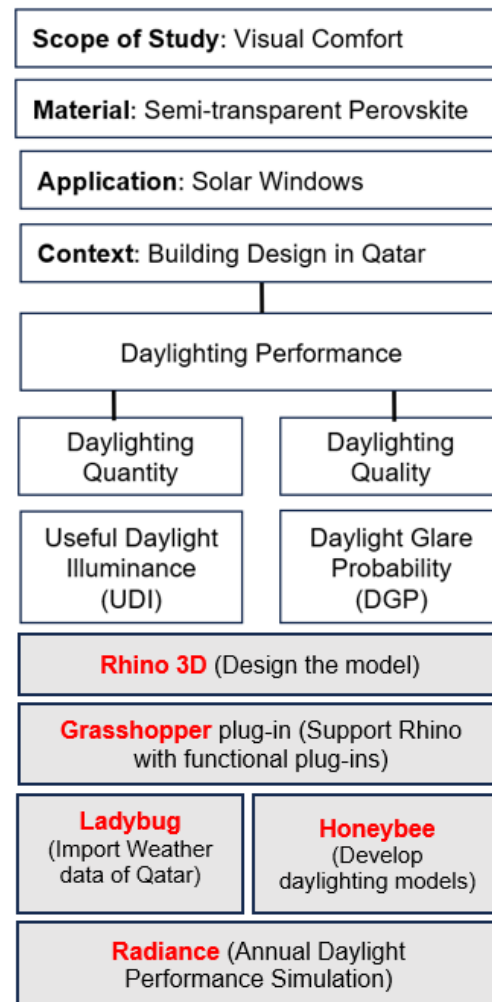 Scope of Study: Visual Comfort
Material: Semi-transparent Perovskite
Application: Solar Windows
Context: Building Design in Qatar
Daylighting Performance
Daylighting
Quantity
Daylighting
Quality
Useful Daylight
Illuminance
(UDI)
Daylight Glare
Probability
(DGP)
Rhino 3D (Design the model)
Grasshopper plug-in (Support Rhino
with functional plug-ins)
Ladybug
(Import Weather
data of Qatar)
Honeybee
(Develop
daylighting models)
Radiance (Annual Daylight
Performance Simulation)